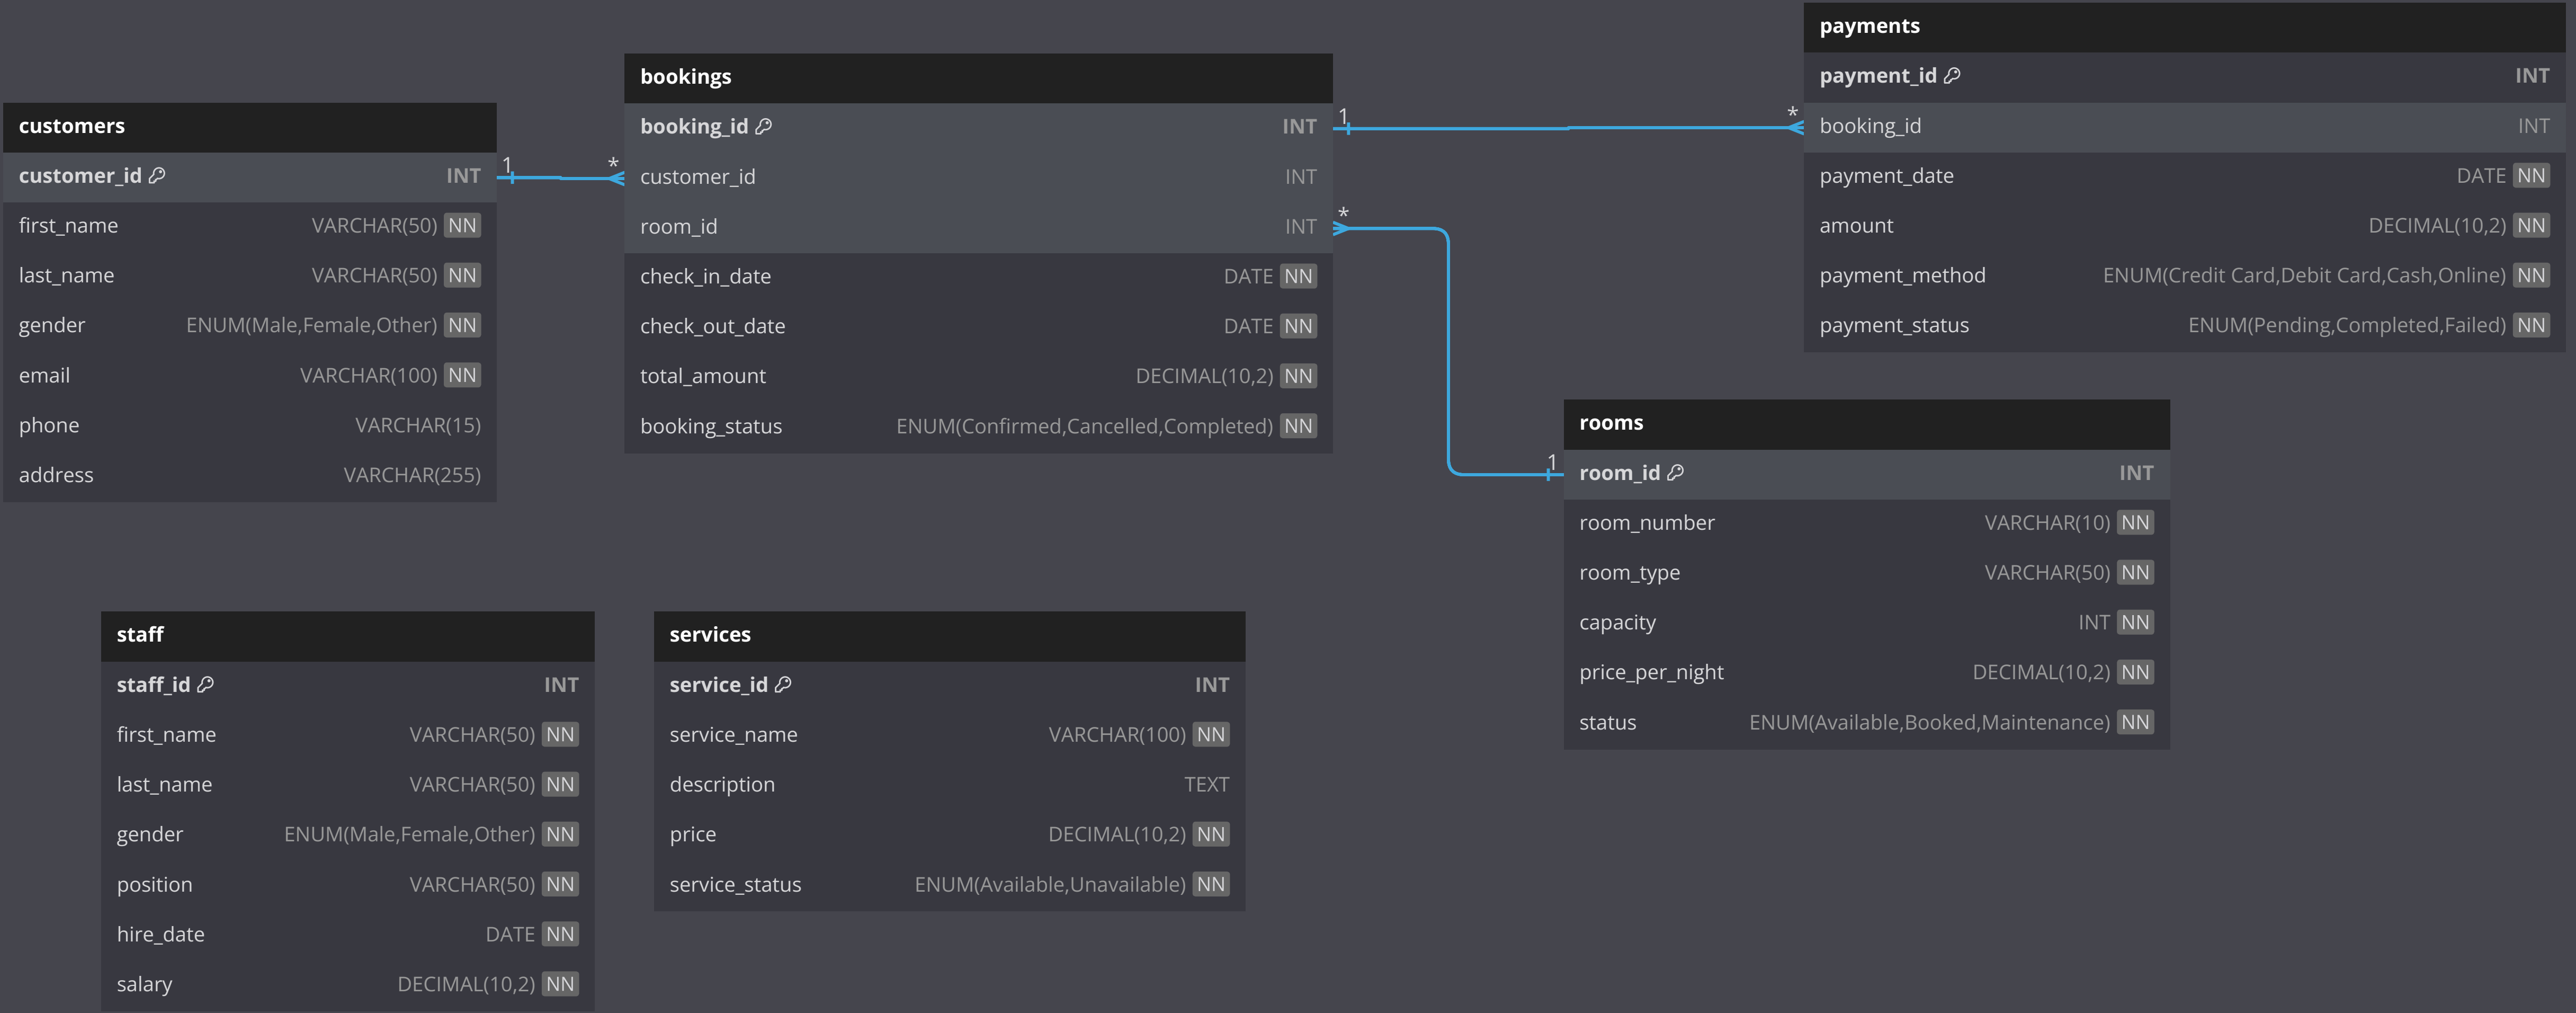 customers
customer_id INT
first_name VARCHAR(50) NN
last_name VARCHAR(50) NN
gender ENUM(Male,Female,Other) NN
email VARCHAR(100) NN
phone VARCHAR(15)
address VARCHAR(255)
1 *
bookings
booking_id INT
customer_id INT
room_id INT
check_in_date DATE NN
check_out_date DATE NN
total_amount DECIMAL(10,2) NN
booking_status ENUM(Confirmed,Cancelled,Completed) NN
1 *
* 1
payments
payment_id INT
booking_id INT
payment_date DATE NN
amount DECIMAL(10,2) NN
payment_method ENUM(Credit Card,Debit Card,Cash,Online) NN
payment_status ENUM(Pending,Completed,Failed) NN
rooms
room_id INT
room_number VARCHAR(10) NN
room_type VARCHAR(50) NN
capacity INT NN
price_per_night DECIMAL(10,2) NN
status ENUM(Available,Booked,Maintenance) NN
staff
staff_id INT
first_name VARCHAR(50) NN
last_name VARCHAR(50) NN
gender ENUM(Male,Female,Other) NN
position VARCHAR(50) NN
hire_date DATE NN
salary DECIMAL(10,2) NN
services
service_id INT
service_name VARCHAR(100) NN
description TEXT
price DECIMAL(10,2) NN
service_status ENUM(Available,Unavailable) NN